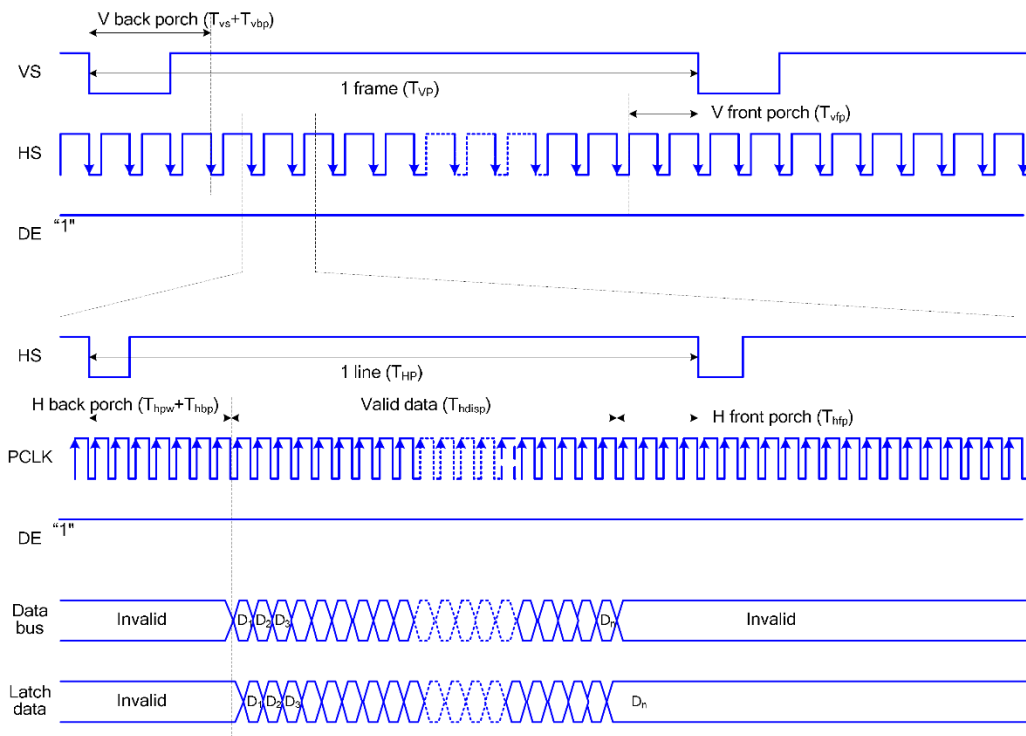 V back porch (Tvs+Tvbp)
VS
1 frame (TVP)
V front porch (Tvfp)
HS
DE "1"
HS
1 line (THP)
H back porch (Thpw+Thbp)
Valid data (Thdisp)
H front porch (Thfp)
PCLK
DE "1"
Data
bus
Invalid
D1 D2 D3
Dn
Invalid
Latch
data
Invalid
D1 D2 D3
Dn